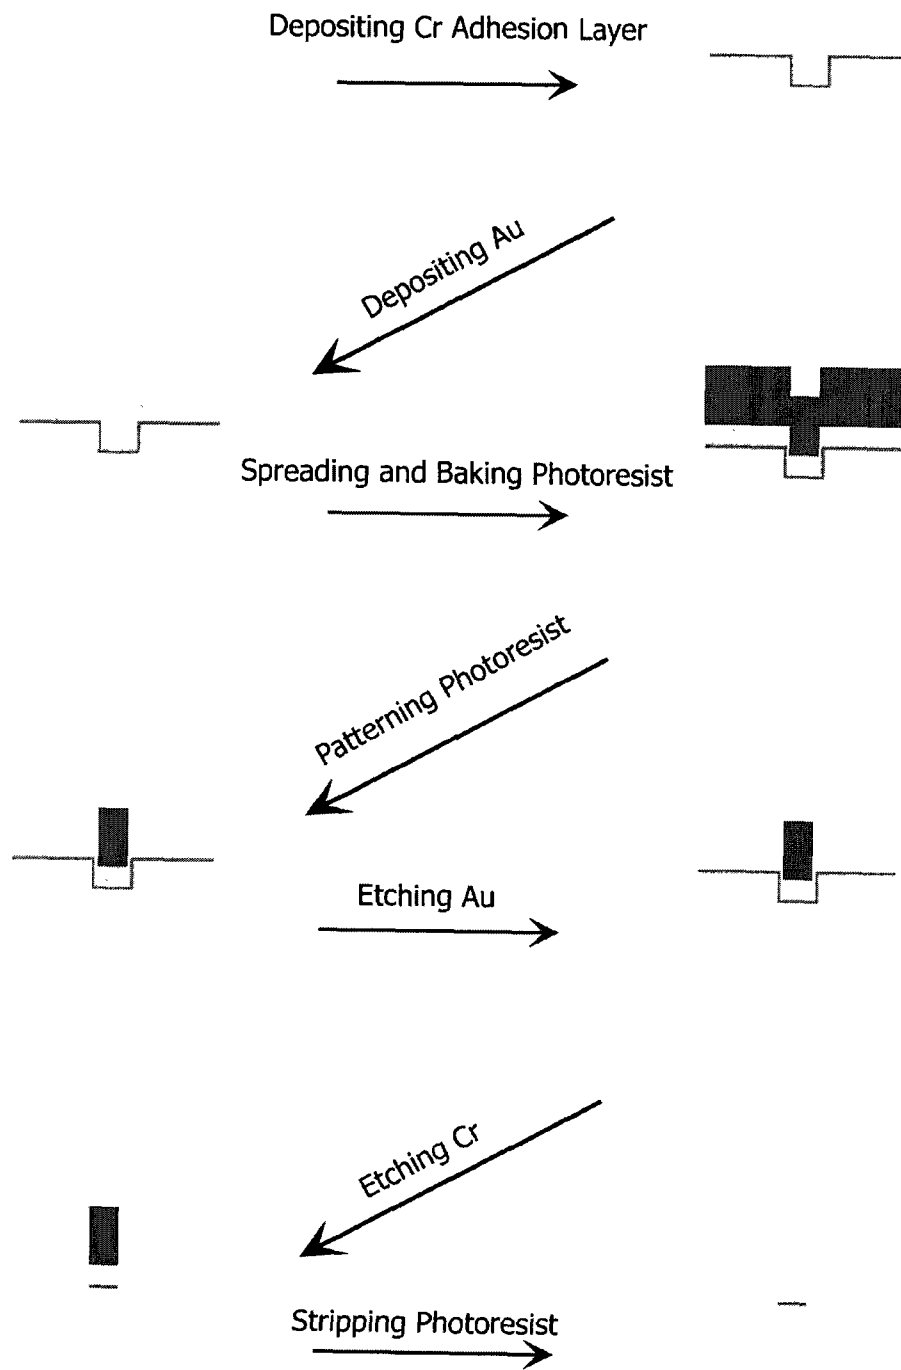 Depositing Cr Adhesion Layer
Depositing Au
Spreading and Baking Photoresist
Patterning Photoresist
Etching Au
Etching Cr
Stripping Photoresist